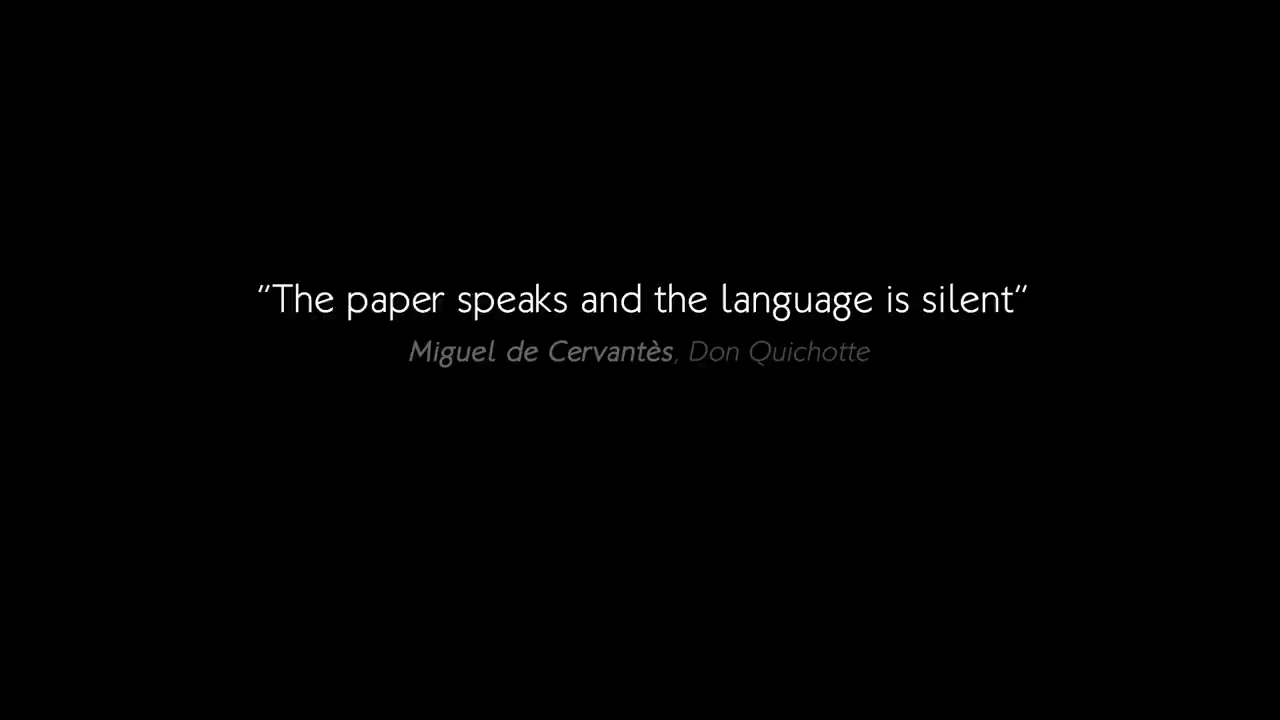 “The paper speaks and the language is silent”
Miguel de Cervantès, Don Quichotte